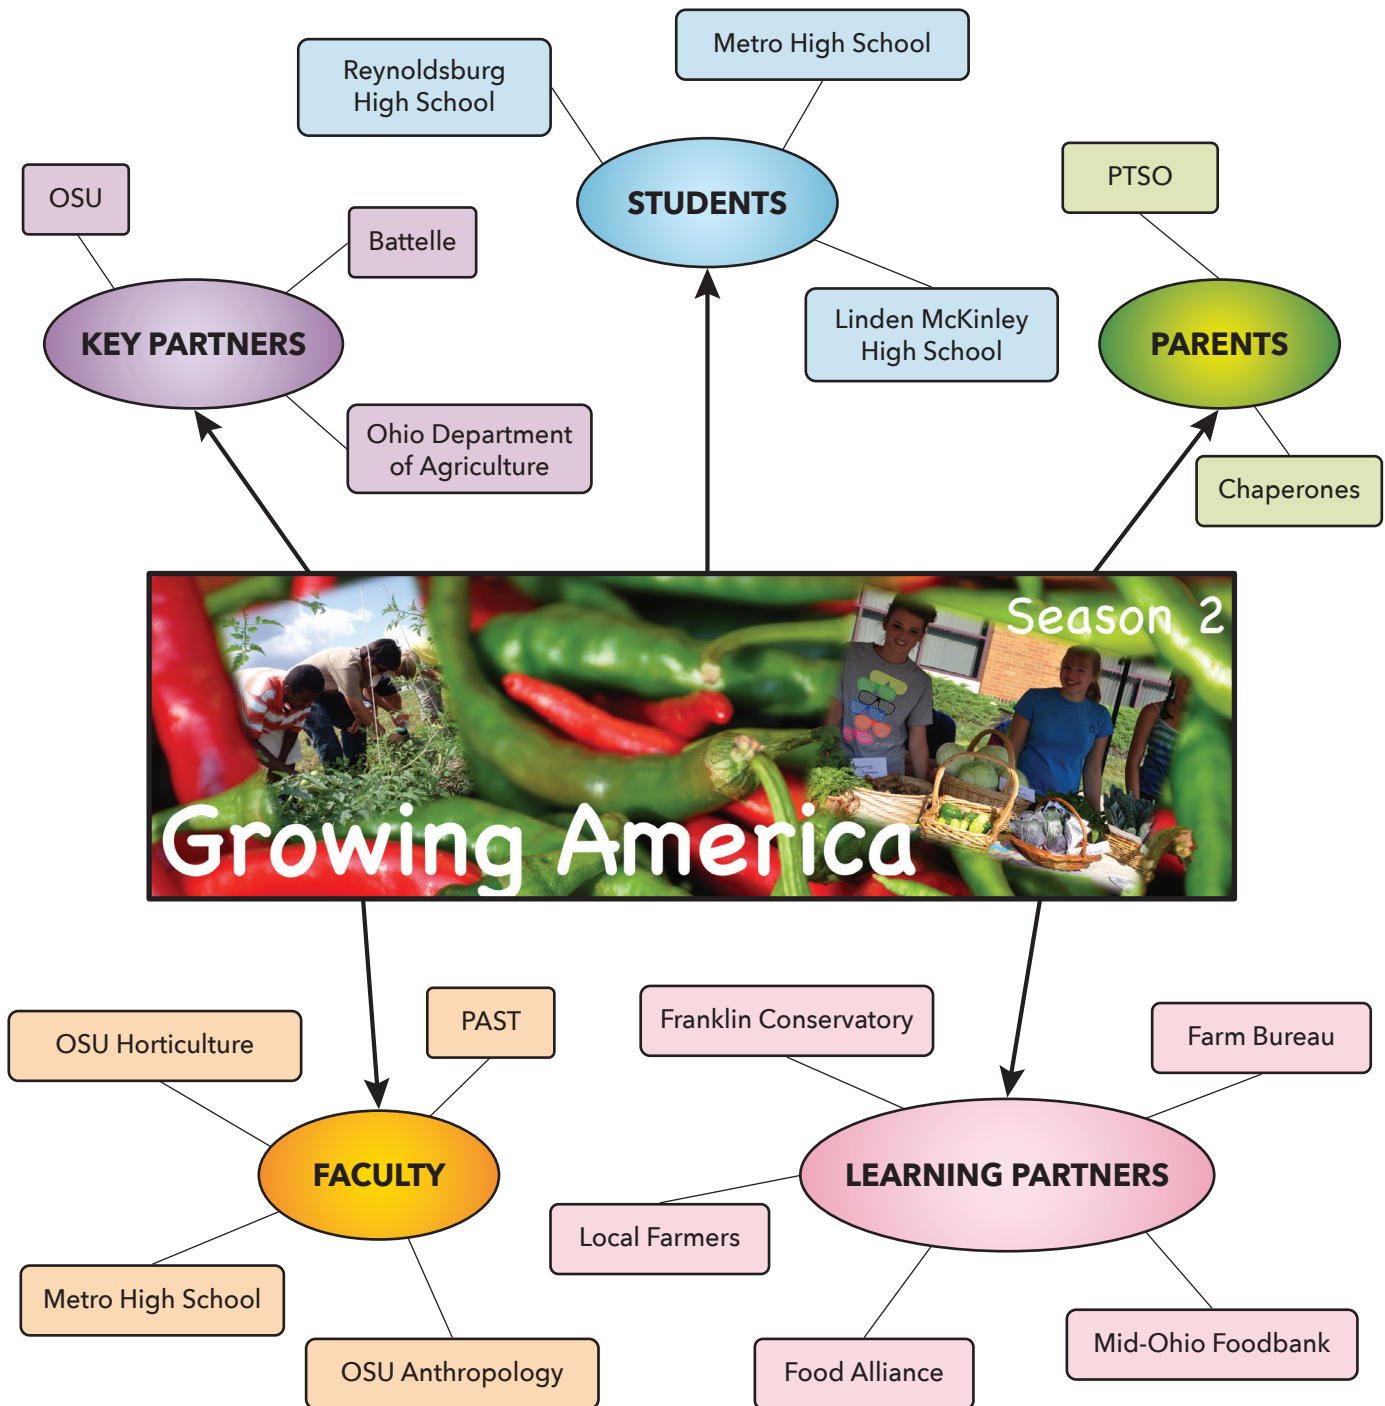 Metro High School
Reynoldsburg
High School
STUDENTS
PTSO
OSU
Battelle
KEY PARTNERS
Linden McKinley
High School
PARENTS
Ohio Department
of Agriculture
Chaperones
Season 2
Growing America
Franklin Conservatory
PAST
OSU Horticulture
Farm Bureau
FACULTY
LEARNING PARTNERS
Local Farmers
Metro High School
Mid-Ohio Foodbank
OSU Anthropology
Food Alliance